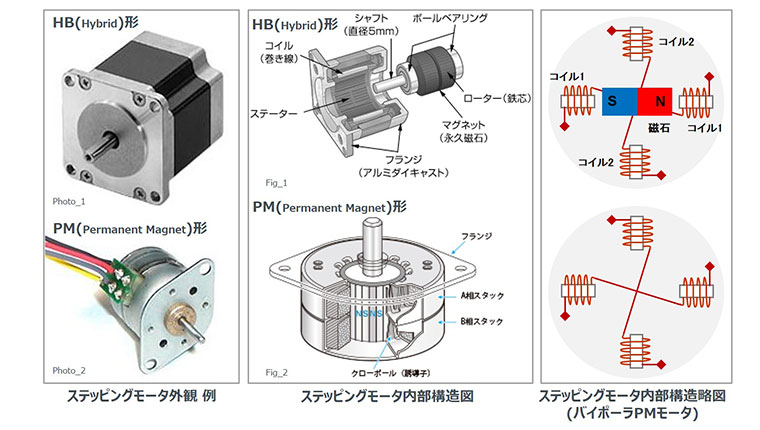 HB(Hybrid)形
Photo_1
PM(Permanent Magnet)形
Photo_2
ステッピングモータ外観 例
HB(Hybrid)形
シャフト
(直径5mm)
ボールベアリング
コイル
(巻き線)
ステーター
ローター(鉄芯)
マグネット
(永久磁石)
フランジ
(アルミダイキャスト)
Fig_1
PM(Permanent Magnet)形
フランジ
A相スタック
B相スタック
NSNS
クローポール(誘導子)
Fig_2
ステッピングモータ内部構造図
コイル2
コイル1
S
N
磁石
コイル1
コイル2
ステッピングモータ内部構造略図
(バイポーラPMモータ)